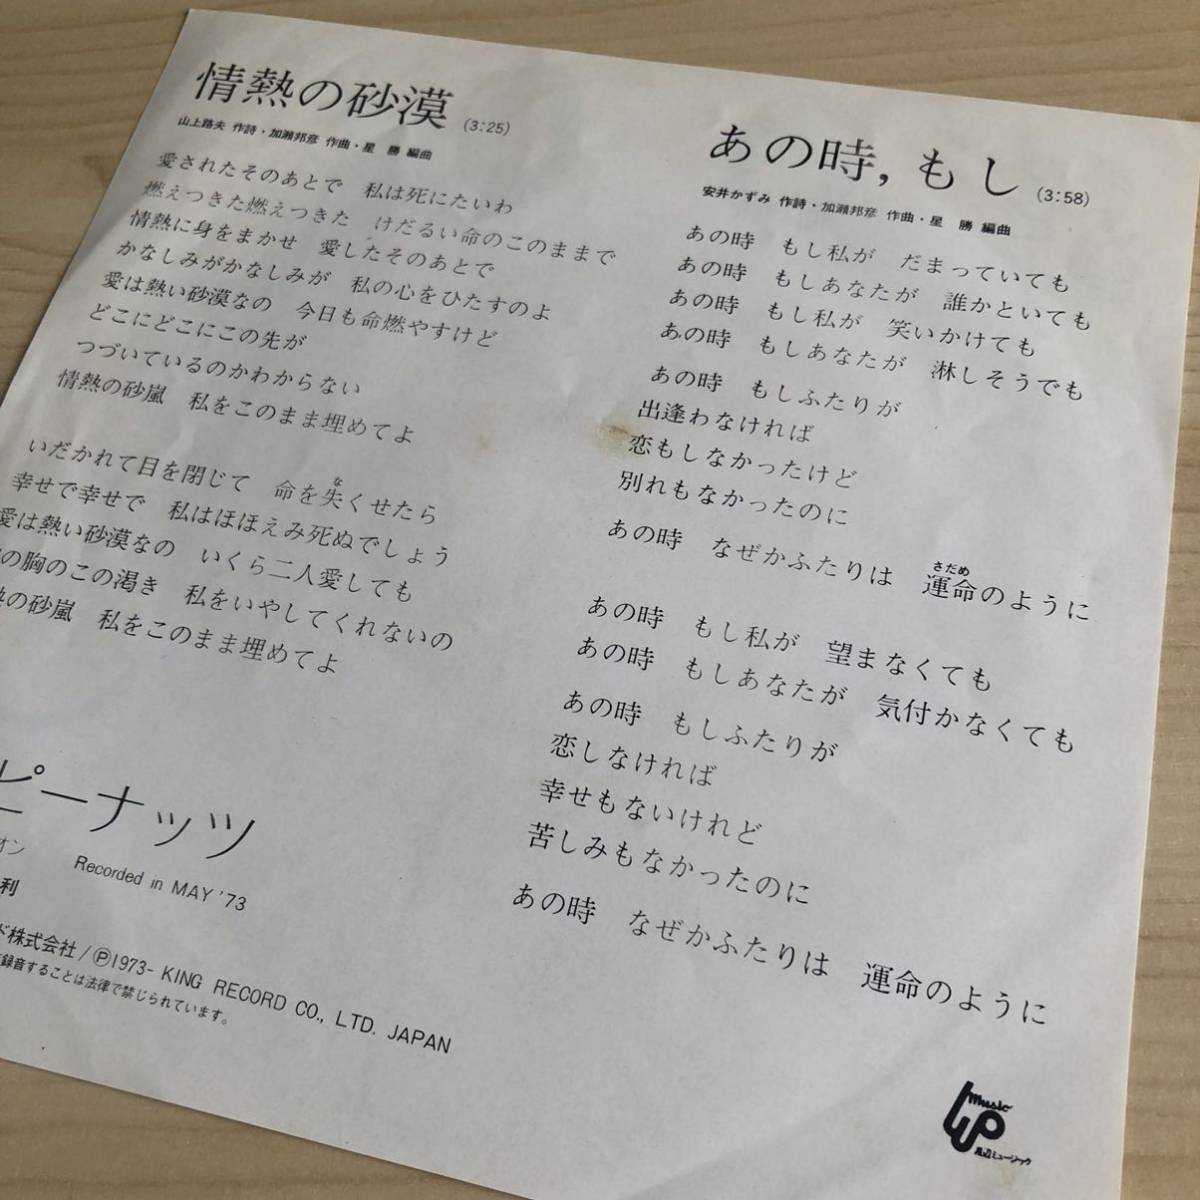 情熱の砂漠 (3:25)
山上路夫 作詩・加瀬邦彦 作曲・星 勝 編曲
愛されたそのあとで 私は死にたいわ
燃えつきた燃えつきた けだるい命のこのままで
情熱に身をまかせ 愛したそのあとで
かなしみがかなしみが 私の心をひたすのよ
愛は熱い砂漠なの 今日も命燃やすけど
どこにどこにこの先が
つづいているのかわからない
情熱の砂嵐 私をこのまま埋めてよ
いだかれて目を閉じて 命を失くせたら
な
幸せで幸せで 私はほほえみ死ぬでしょう
愛は熱い砂漠なの いくら二人愛しても
の胸のこの渇き 私をいやしてくれないの
の砂嵐 私をこのまま埋めてよ
ピーナッツ
オン Recorded in MAY '73
利
ド株式会社/Ⓟ1973- KING RECORD CO., LTD. JAPAN
録音することは法律で禁じられています。
あの時, もし (3:58)
安井かずみ 作詩・加瀬邦彦 作曲・星 勝 編曲
あの時 もし私が だまっていても
あの時 もしあなたが 誰かといても
あの時 もし私が 笑いかけても
あの時 もしあなたが 淋しそうでも
あの時 もしふたりが
出逢わなければ
恋もしなかったけど
別れもなかったのに
あの時 なぜかふたりは 運命のように
さだめ
あの時 もし私が 望まなくても
あの時 もしあなたが 気付かなくても
あの時 もしふたりが
恋しなければ
幸せもないけれど
苦しみもなかったのに
あの時 なぜかふたりは 運命のように
music
渡辺ミュージック